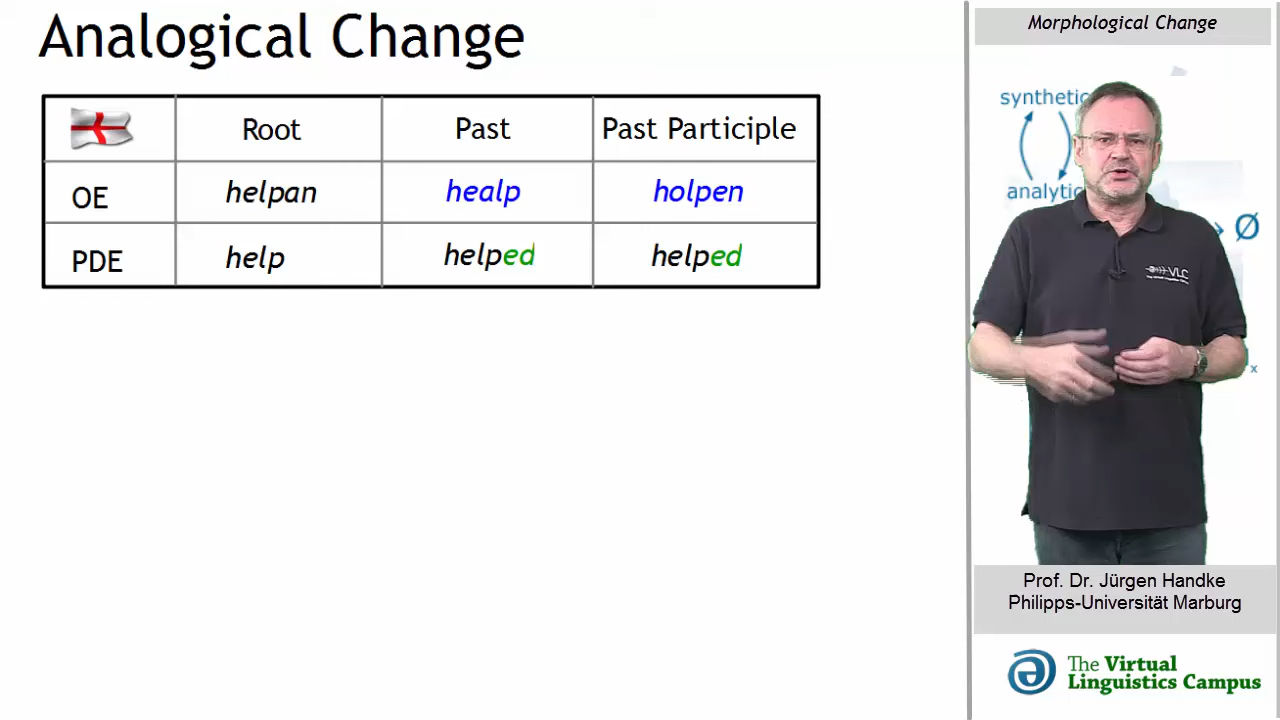 Analogical Change
Root Past Past Participle
OE helpan healp holpen
PDE help helped helped
Morphological Change
synthetic
analytic
Ø
x
VLC
Prof. Dr. Jürgen Handke
Philipps-Universität Marburg
The Virtual
Linguistics Campus